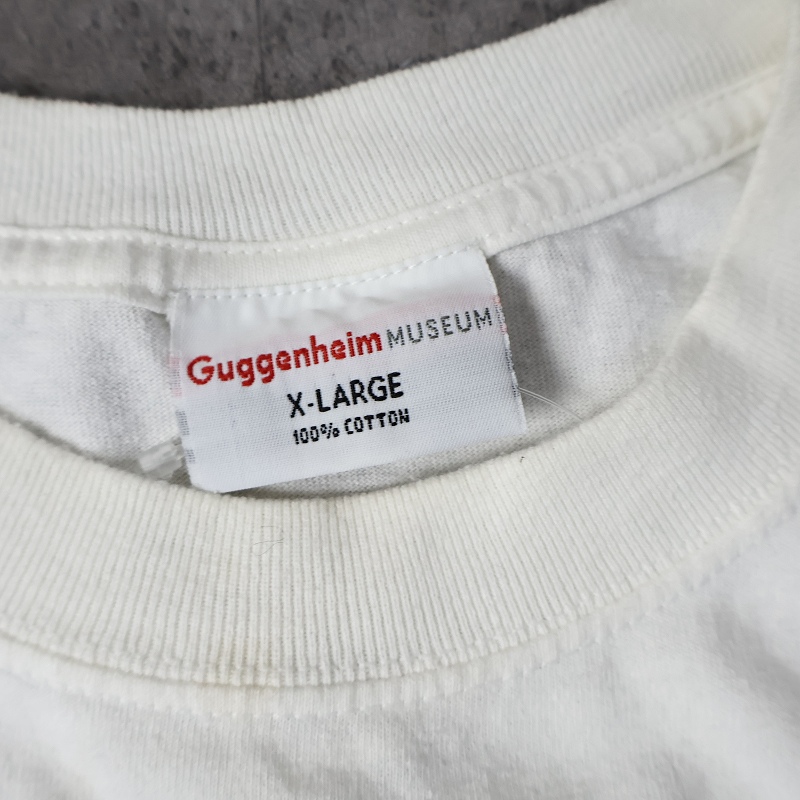 Guggenheim MUSEUM
X-LARGE
100% COTTON